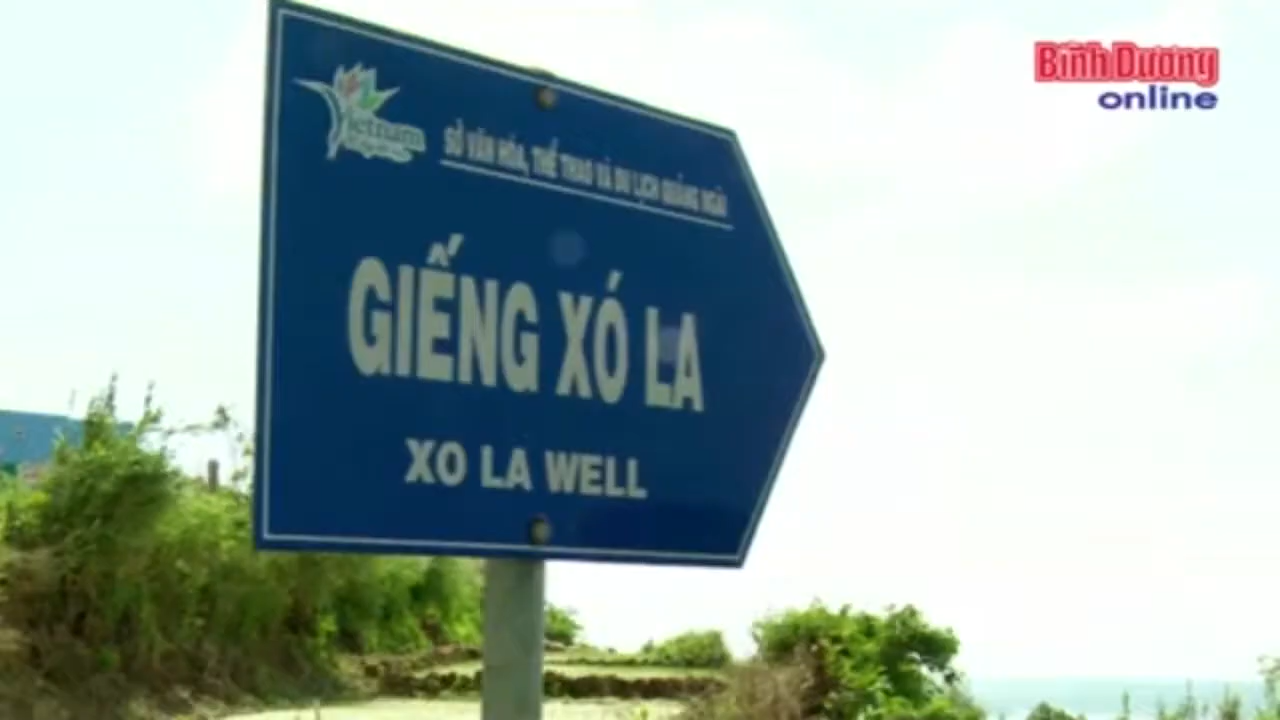 Bình Dương
online
Vietnam
SỞ VĂN HÓA, THỂ THAO VÀ DU LỊCH QUẢNG NGÃI
GIẾNG XÓ LA
XO LA WELL